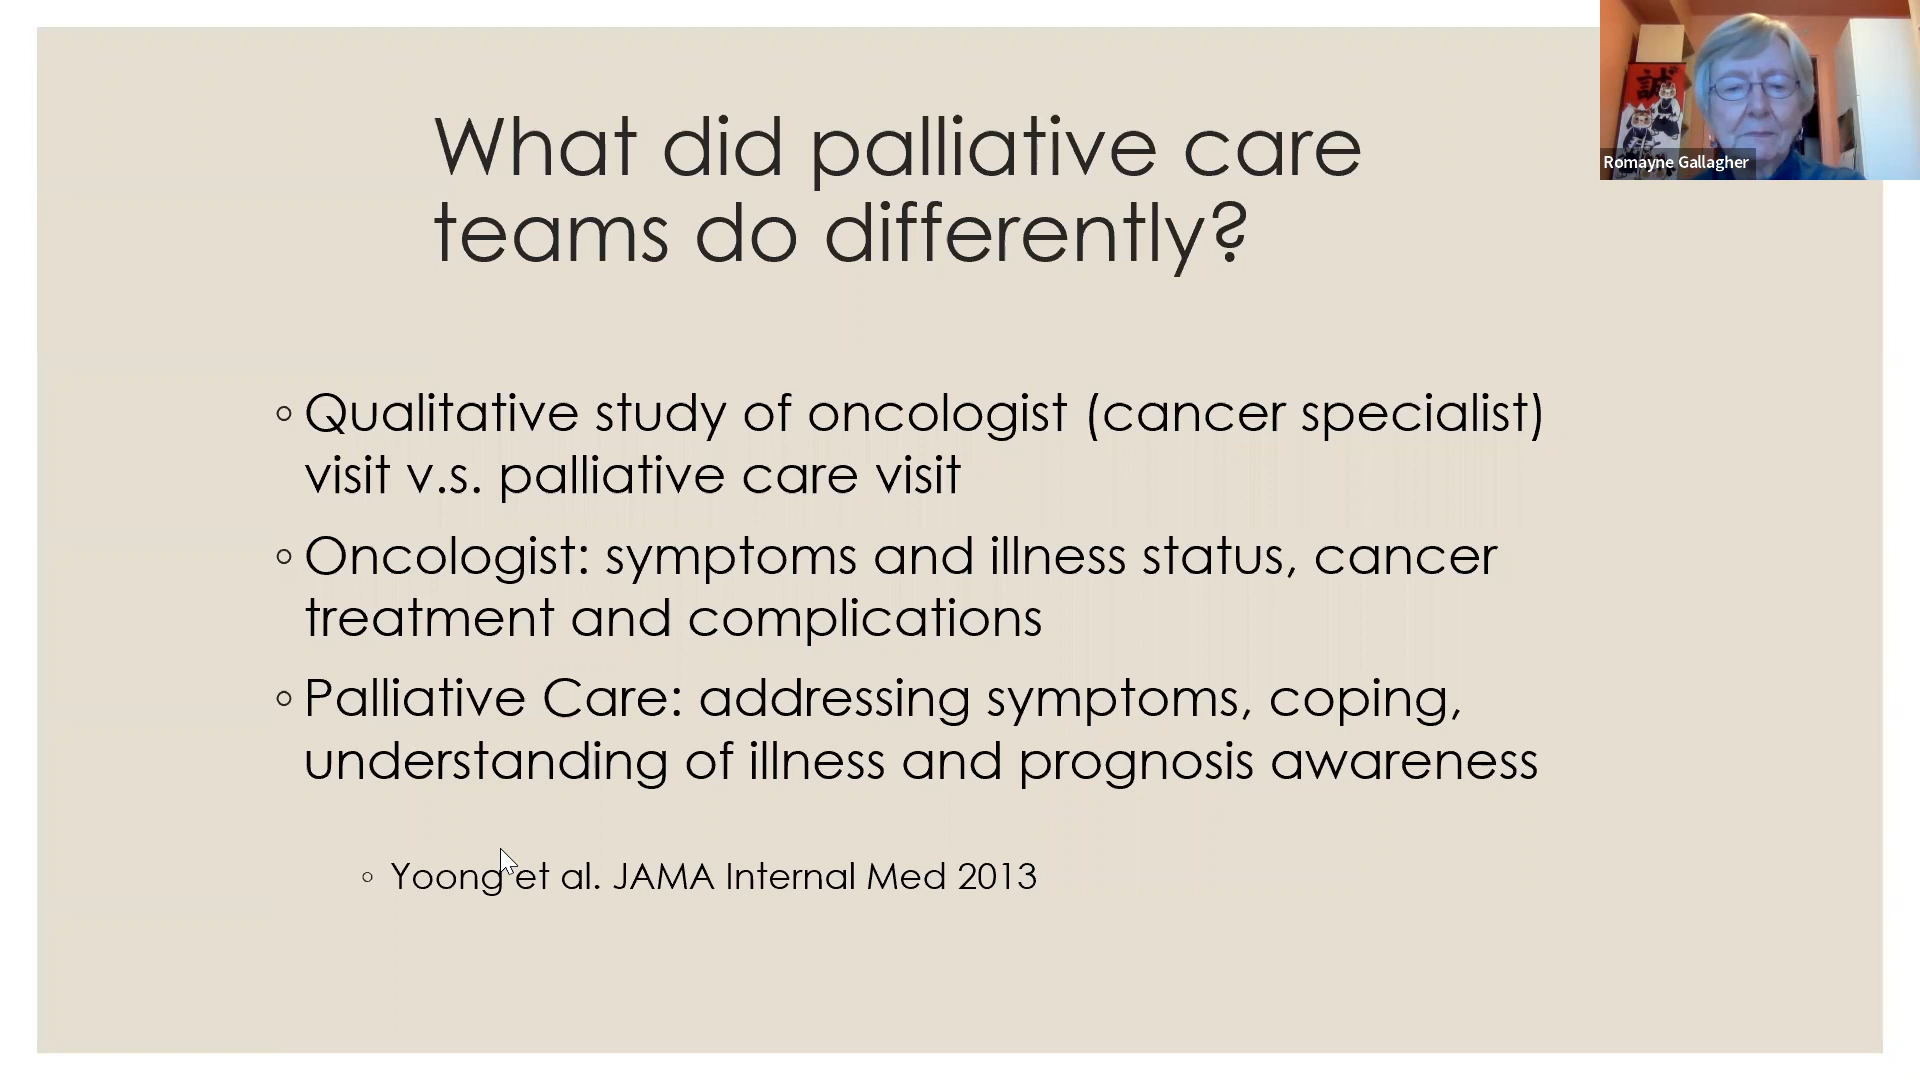 What did palliative care
teams do differently?
◦ Qualitative study of oncologist (cancer specialist)
visit v.s. palliative care visit
◦ Oncologist: symptoms and illness status, cancer
treatment and complications
◦ Palliative Care: addressing symptoms, coping,
understanding of illness and prognosis awareness
◦ Yoong et al. JAMA Internal Med 2013
誠
Romayne Gallagher